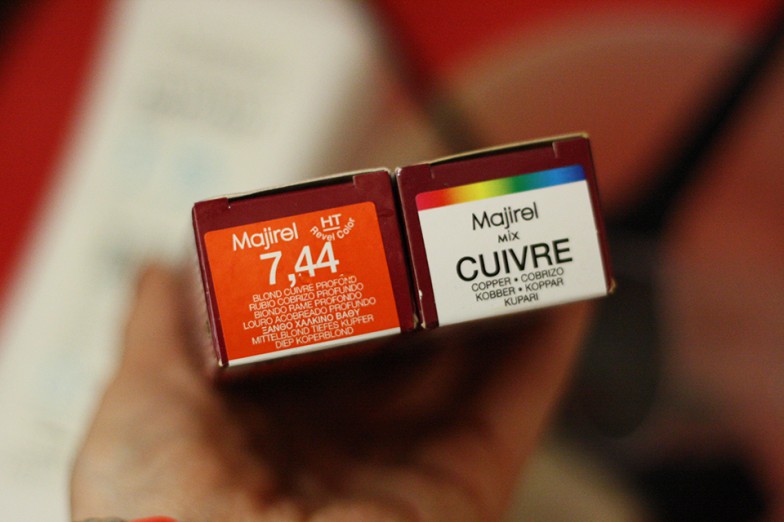 Majirel HT
Revel Color
7,44
BLOND CUIVRE PROFOND
RUBIO COBRIZO PROFUNDO
BIONDO RAME PROFONDO
LOURO ACOBREADO PROFUNDO
ΞΑΝΘΟ ΧΑΛΚΙΝΟ ΒΑΘΥ
MITTELBLOND TIEFES KUPFER
DIEP KOPERBLOND
Majirel
MIX
CUIVRE
COPPER • COBRIZO
KOBBER • KOPPAR
KUPARI